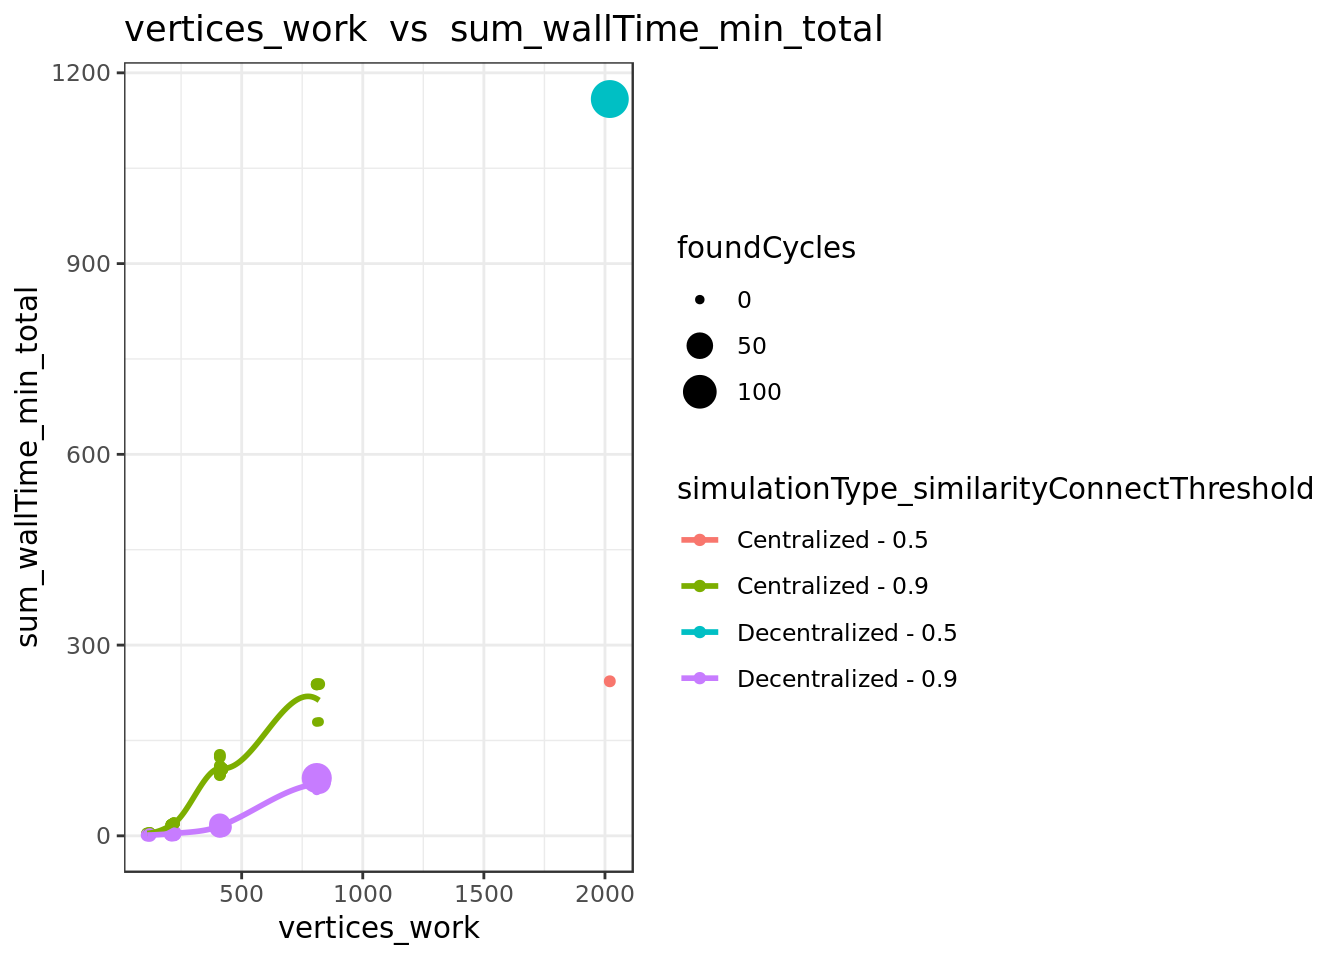 vertices_work vs sum_wallTime_min_total
1200
900
600
300
0
sum_wallTime_min_total
500
1000
1500
2000
vertices_work
foundCycles
0
50
100
simulationType_similarityConnectThreshold
Centralized - 0.5
Centralized - 0.9
Decentralized - 0.5
Decentralized - 0.9